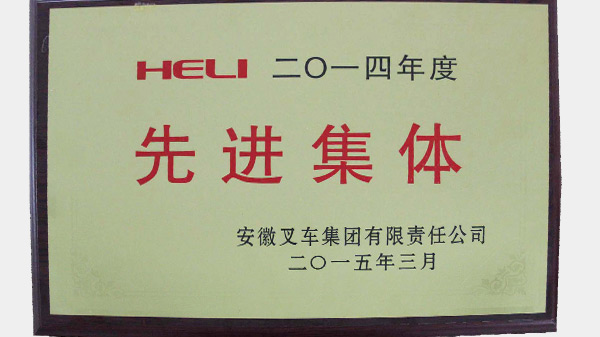 HELI 二〇一四年度
先进集体
安徽叉车集团有限责任公司
二〇一五年三月